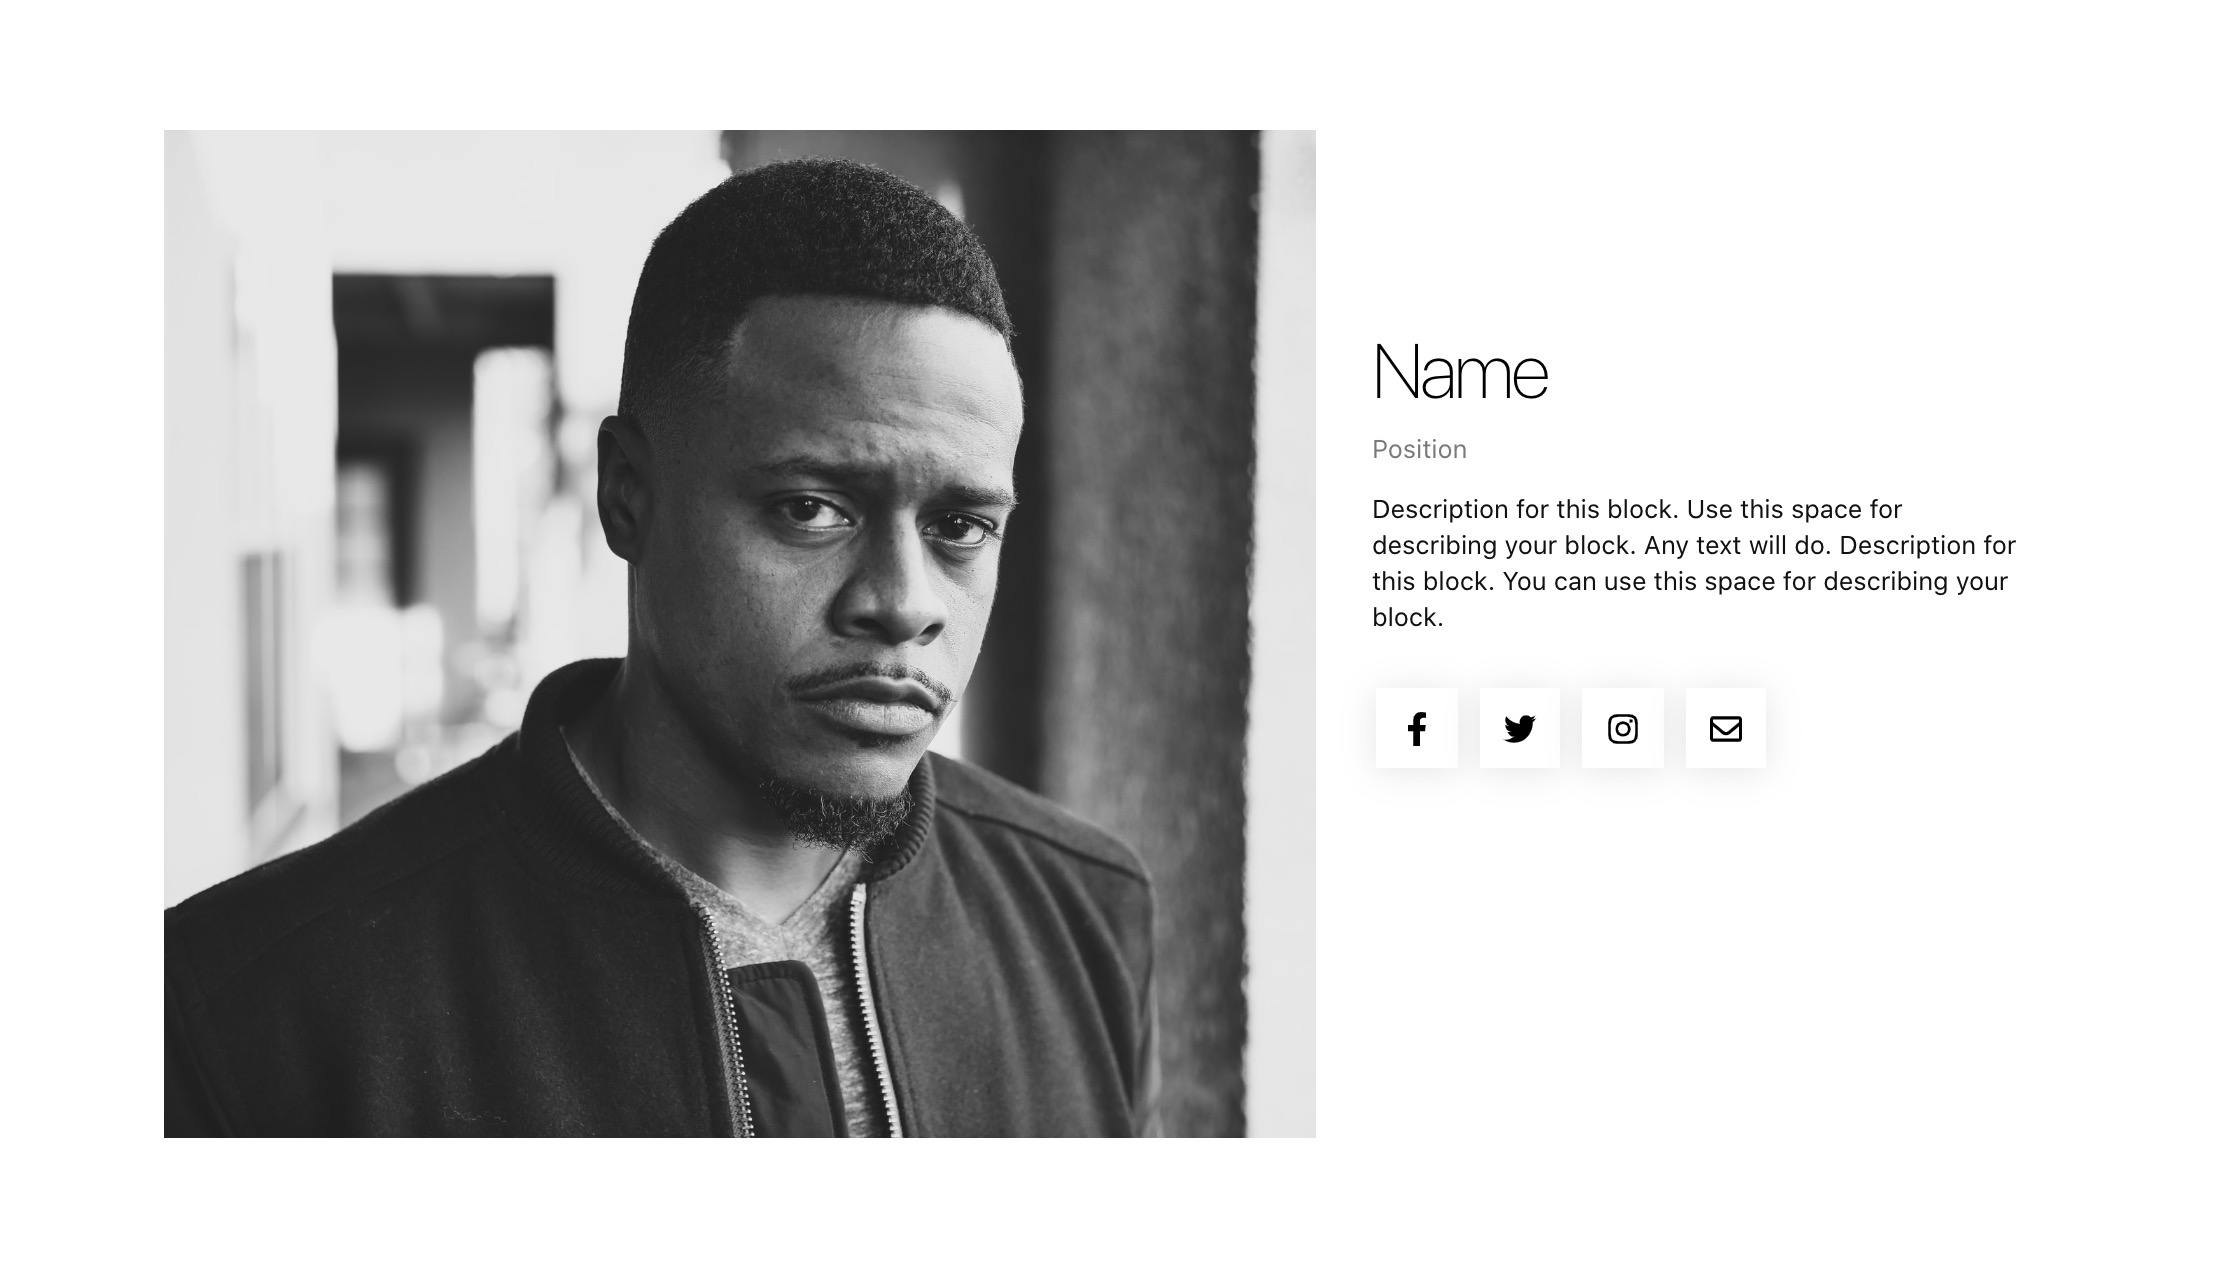 Name
Position
Description for this block. Use this space for
describing your block. Any text will do. Description for
this block. You can use this space for describing your
block.